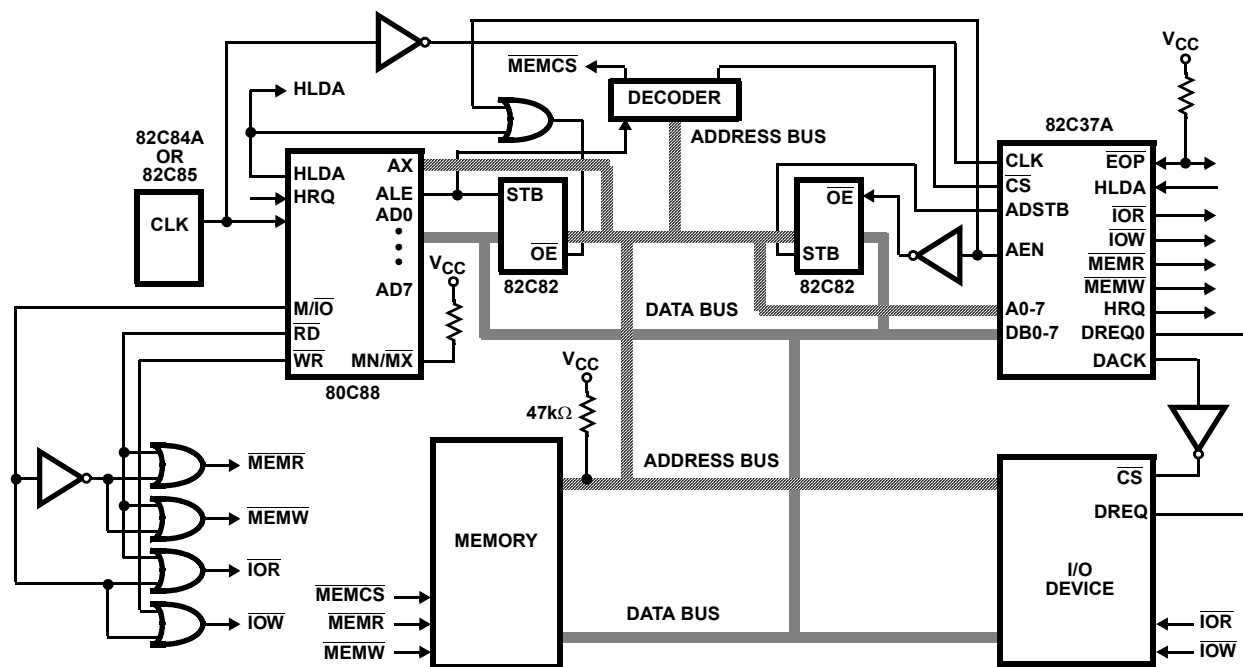 VCC
MEMCS
DECODER
HLDA
82C84A
OR
82C85
ADDRESS BUS
82C37A
CLK
HLDA
HRQ
AX
ALE
AD0
AD7
STB
OE
82C82
OE
STB
82C82
CLK
CS
ADSTB
AEN
A0-7
DB0-7
EOP
HLDA
IOR
IOW
MEMR
MEMW
HRQ
DREQ0
DACK
VCC
DATA BUS
M/IO
RD
WR
MN/MX
80C88
VCC
47kΩ
MEMR
MEMW
IOR
IOW
ADDRESS BUS
MEMORY
MEMCS
MEMR
MEMW
DATA BUS
CS
DREQ
I/O
DEVICE
IOR
IOW